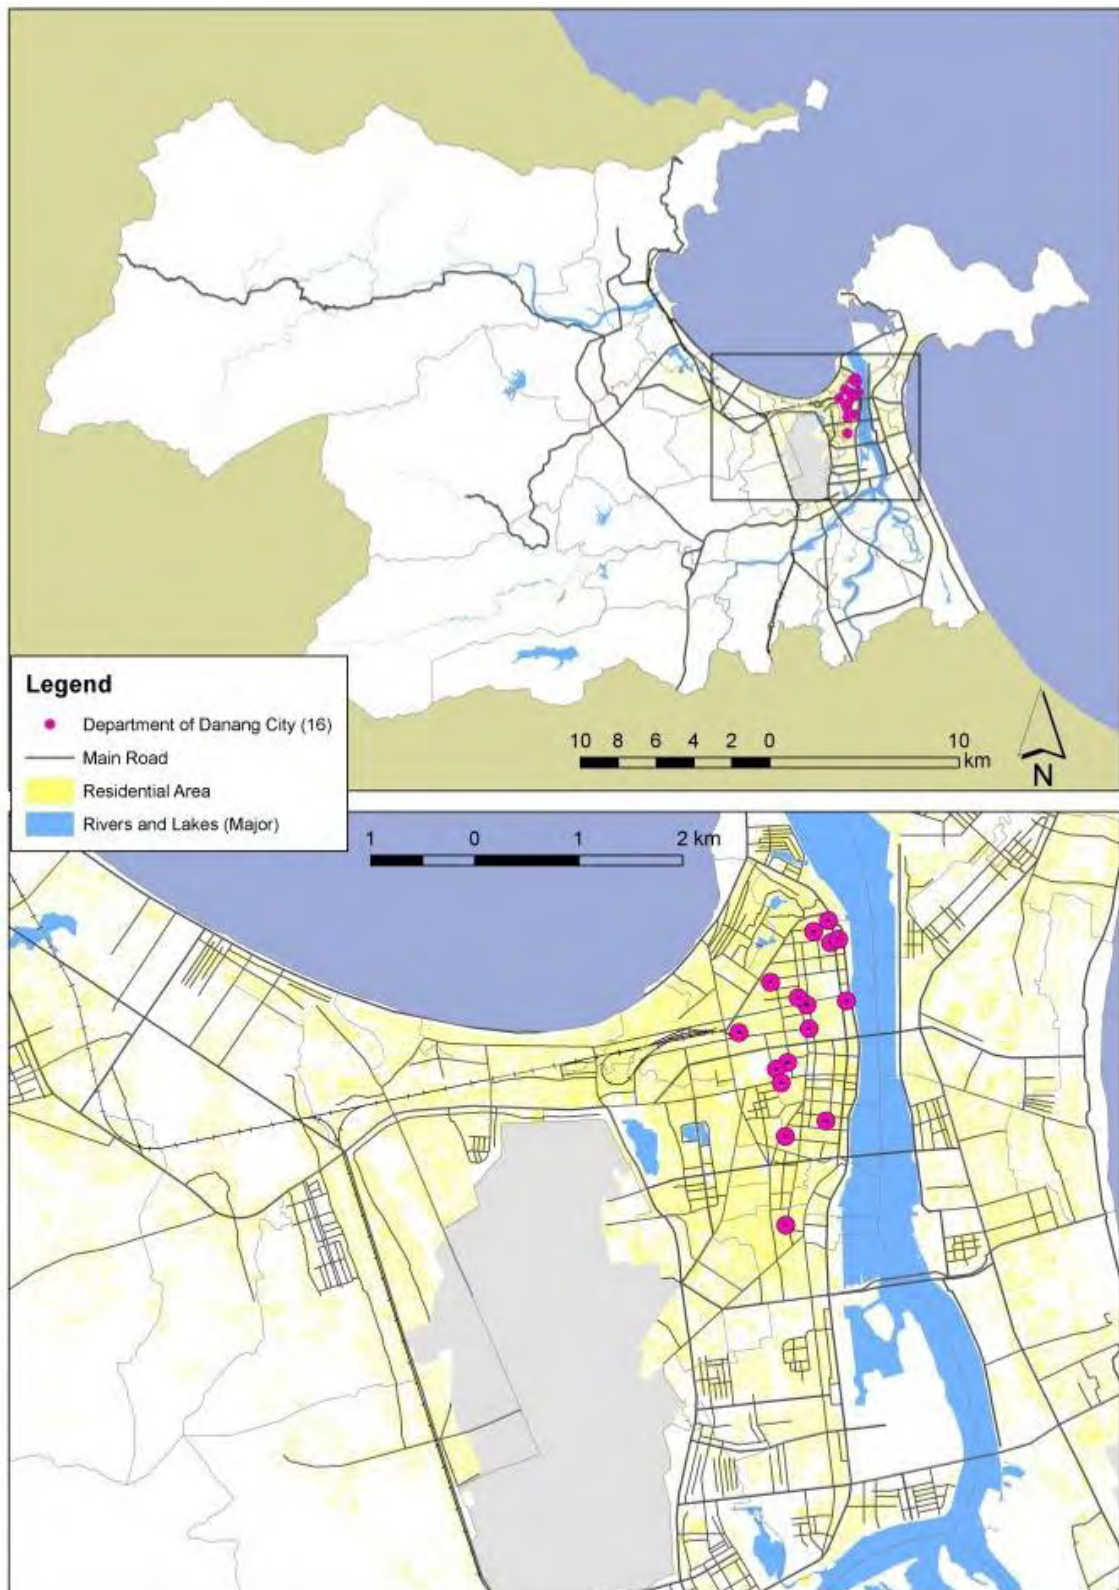 Legend
Department of Danang City (16)
Main Road
Residential Area
Rivers and Lakes (Major)
10 8 6 4 2 0 10
km
N
1 0 1 2 km